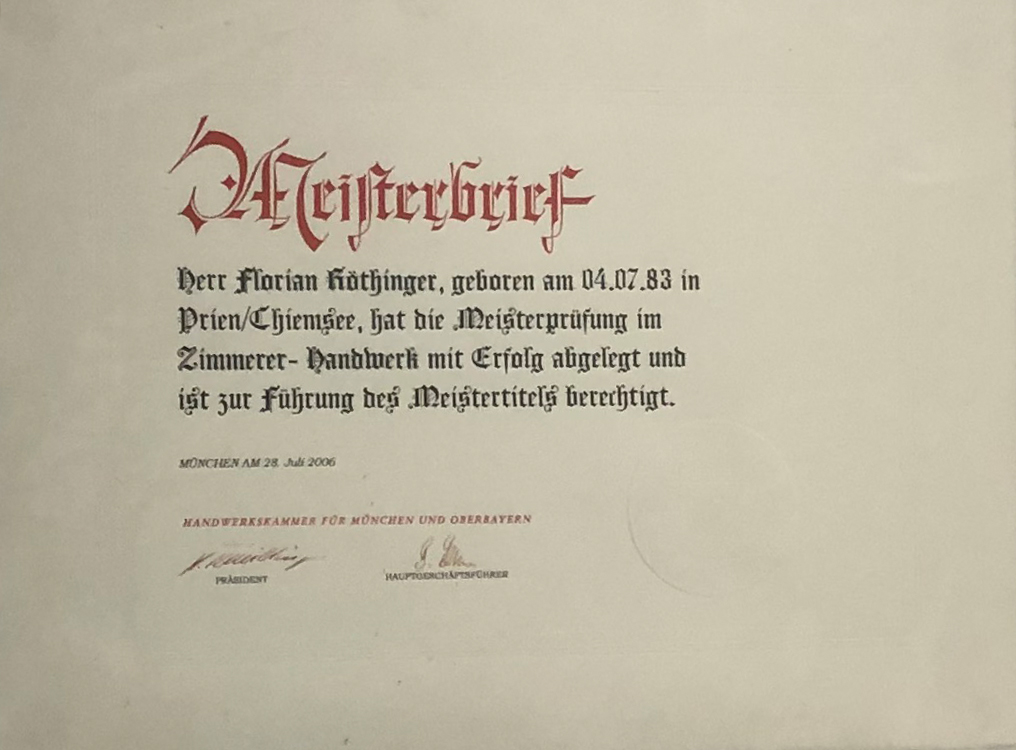 Meisterbrief
Herr Florian Köthinger, geboren am 04.07.83 in
Prien/Chiemsee, hat die Meisterprüfung im
Zimmerer- Handwerk mit Erfolg abgelegt und
ist zur Führung des Meistertitels berechtigt.
MÜNCHEN AM 28. Juli 2006
HANDWERKSKAMMER FÜR MÜNCHEN UND OBERBAYERN
PRÄSIDENT HAUPTGESCHÄFTSFÜHRER